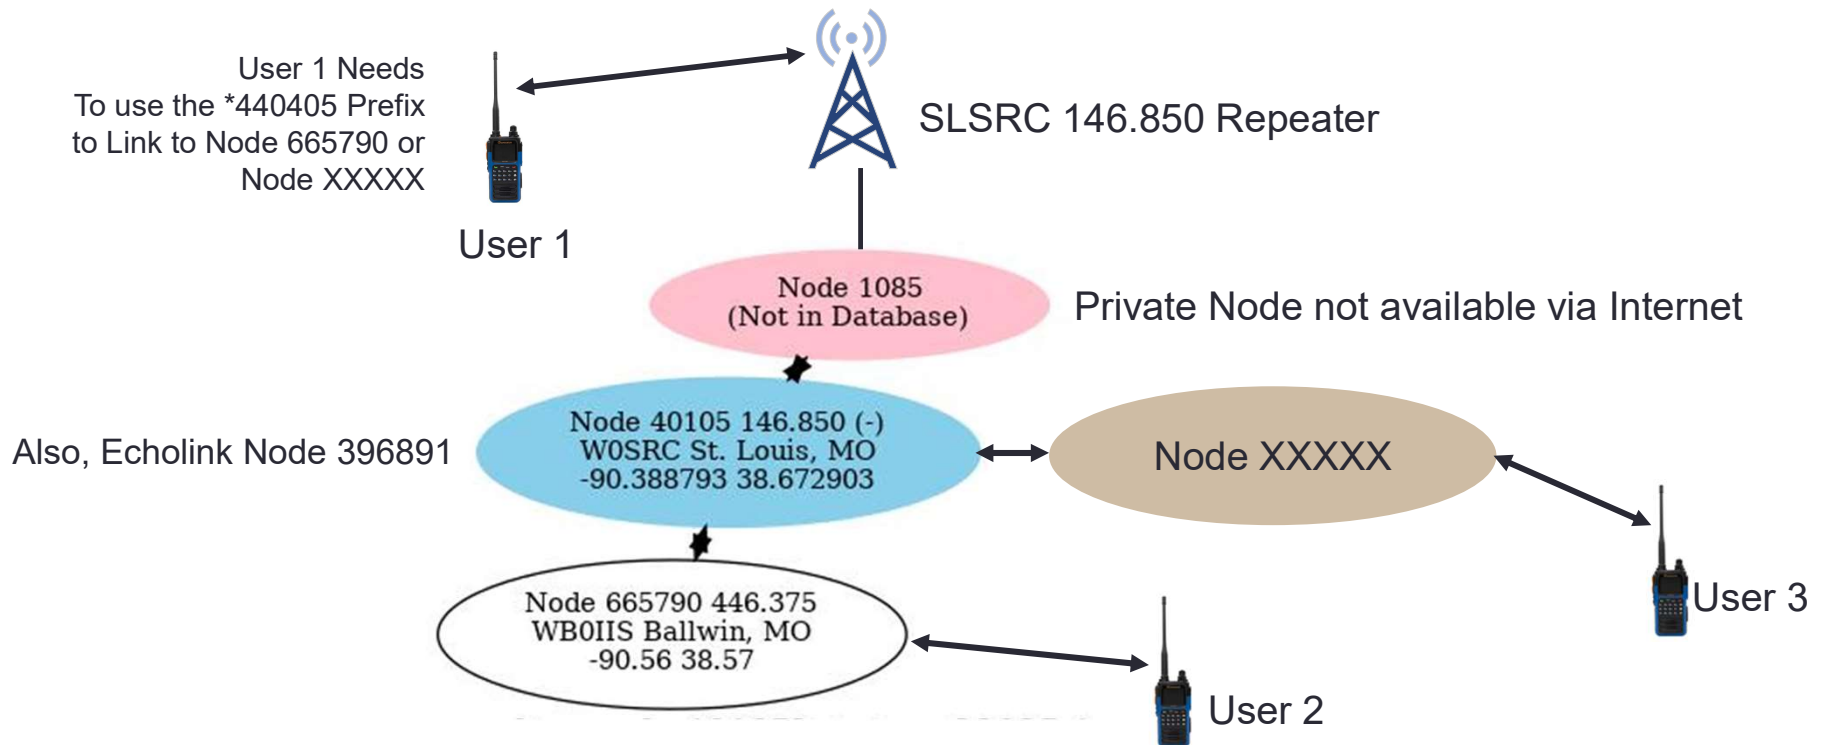 User 1 Needs
To use the *440405 Prefix
to Link to Node 665790 or
Node XXXXX
User 1
SLSRC 146.850 Repeater
Node 1085
(Not in Database)
Private Node not available via Internet
Also, Echolink Node 396891
Node 40105 146.850 (-)
W0SRC St. Louis, MO
-90.388793 38.672903
Node XXXXX
User 3
Node 665790 446.375
WB0IIS Ballwin, MO
-90.56 38.57
User 2